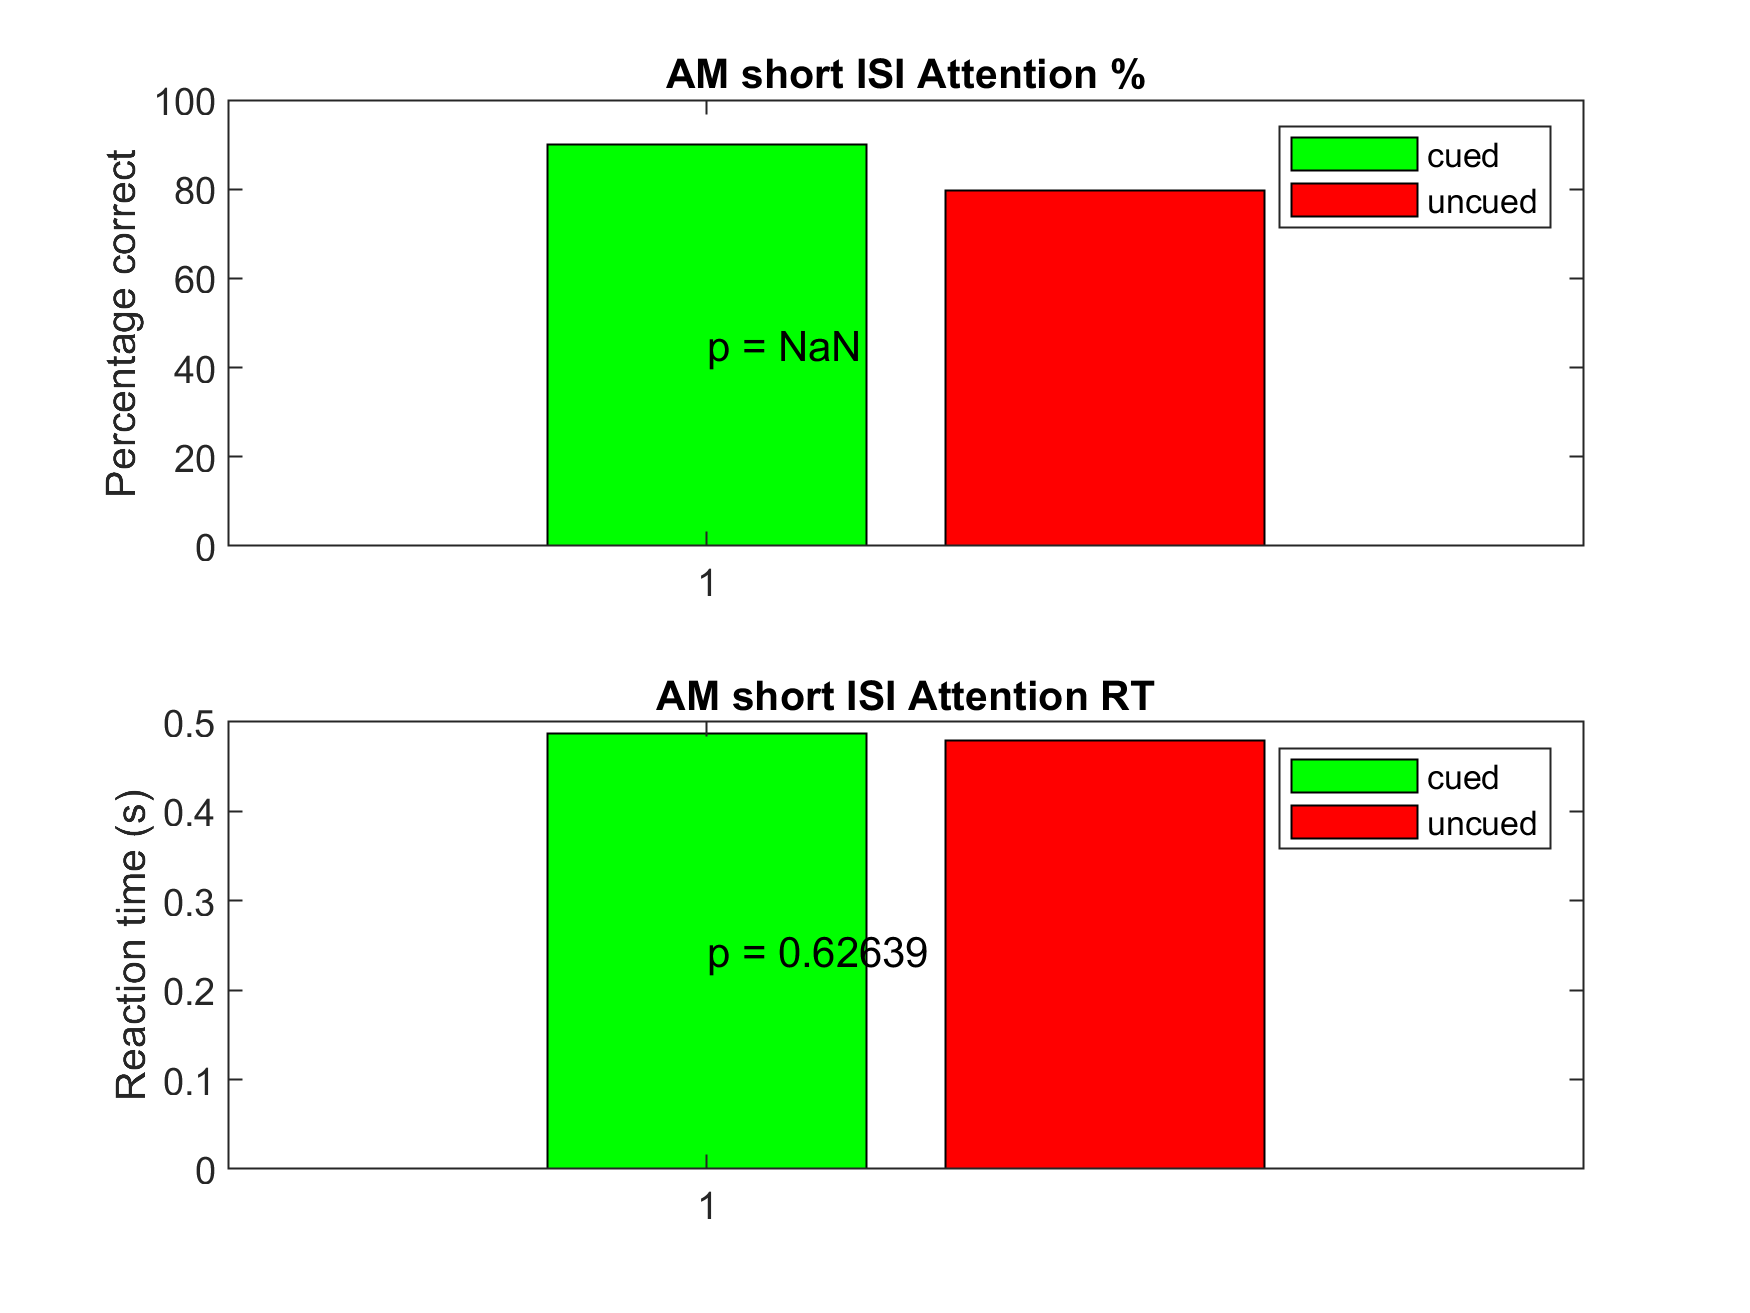 AM short ISI Attention %
Percentage correct
100
80
60
40
20
0
p = NaN
cued
uncued
1
AM short ISI Attention RT
Reaction time (s)
0.5
0.4
0.3
0.2
0.1
0
p = 0.62639
cued
uncued
1